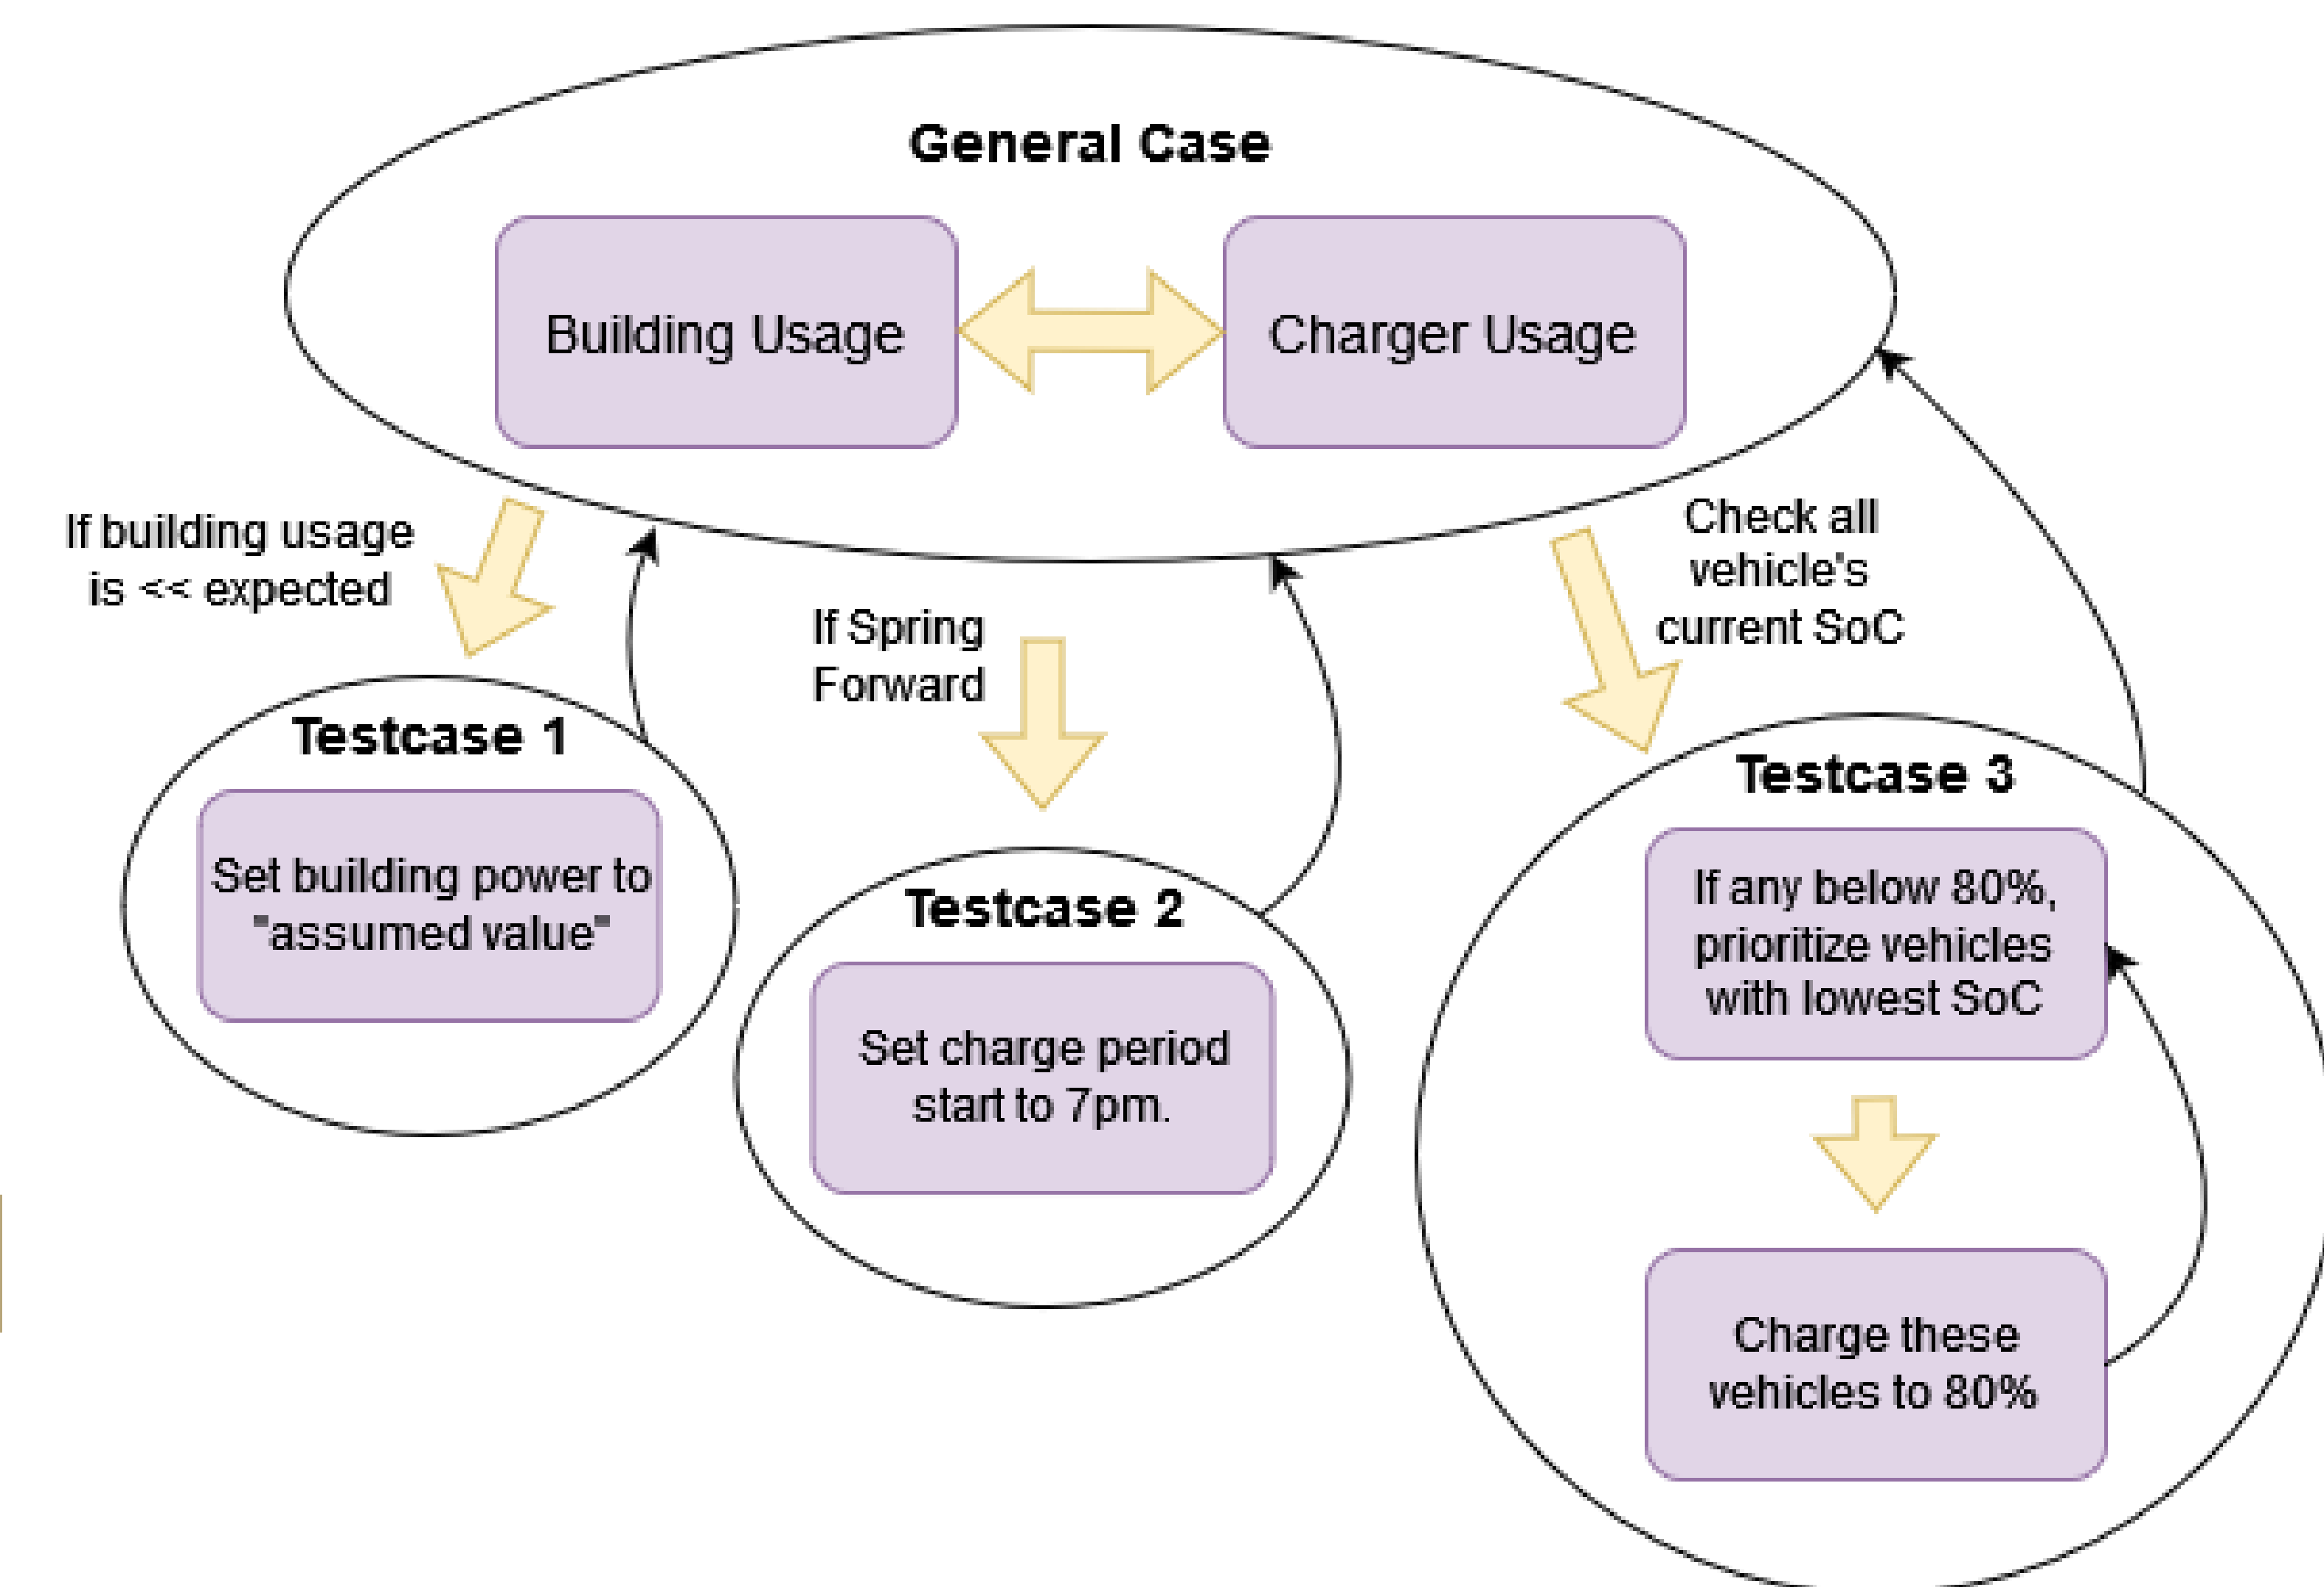 General Case
Building Usage
Charger Usage
If building usage
is << expected
If Spring
Forward
Check all
vehicle's
current SoC
Testcase 1
Set building power to
"assumed value"
Testcase 2
Set charge period
start to 7pm.
Testcase 3
If any below 80%,
prioritize vehicles
with lowest SoC
Charge these
vehicles to 80%